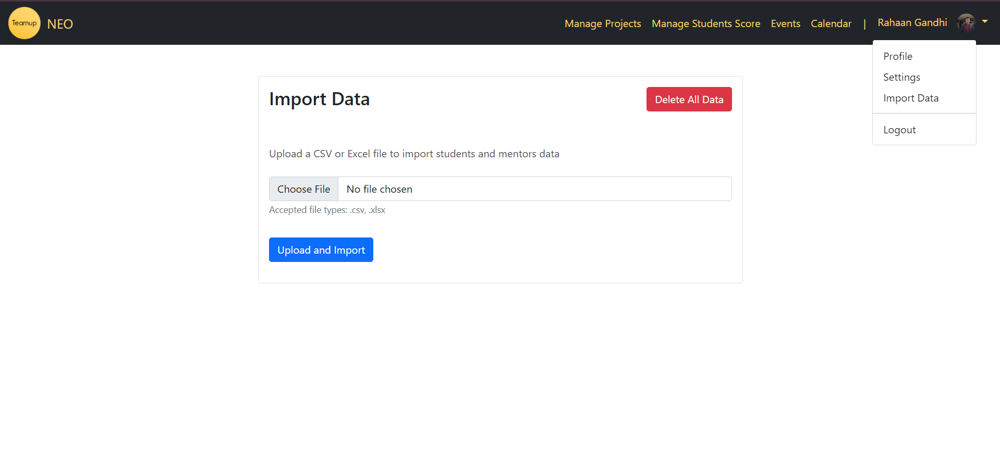 Teamup NEO Manage Projects Manage Students Score Events Calendar | Rahaan Gandhi
Profile
Settings
Import Data
Logout
Import Data Delete All Data
Upload a CSV or Excel file to import students and mentors data
Choose File No file chosen
Accepted file types: .csv, .xlsx
Upload and Import